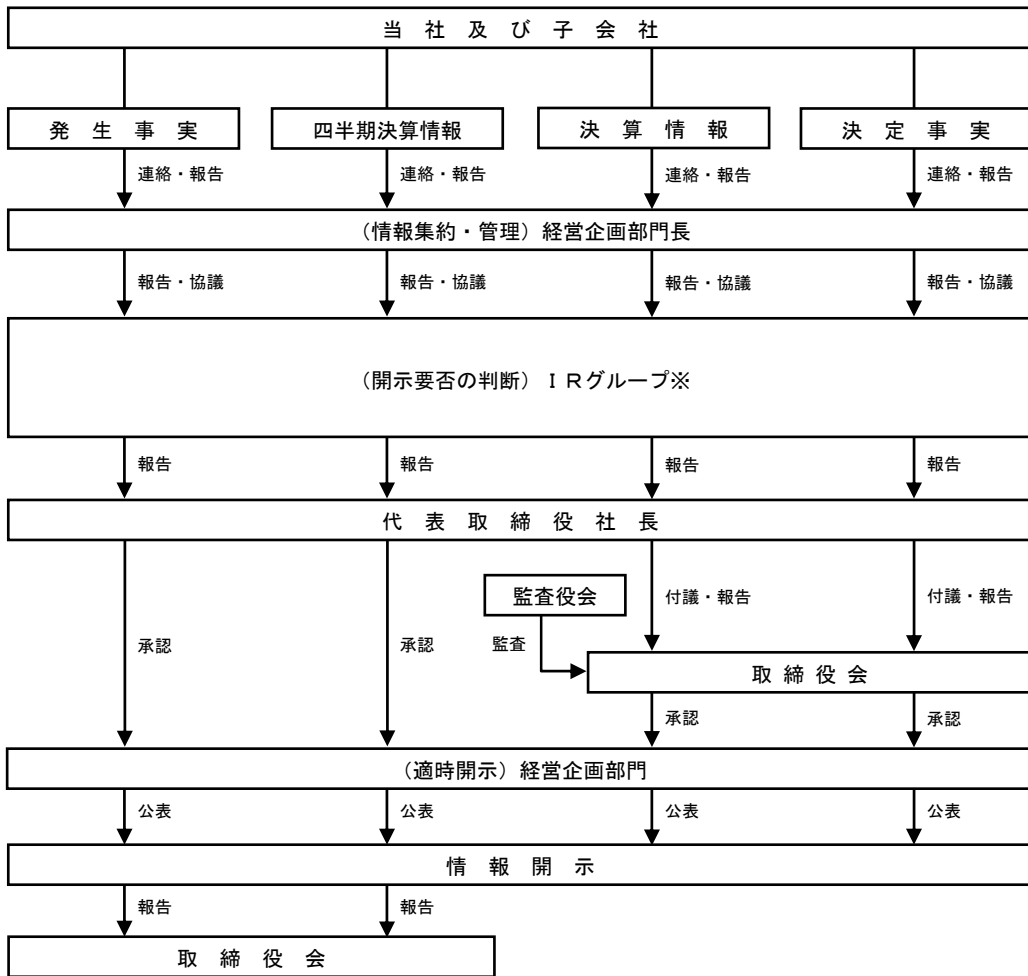 当社及び子会社
発生事実 四半期決算情報 決算情報 決定事実
連絡・報告 連絡・報告 連絡・報告 連絡・報告
(情報集約・管理)経営企画部門長
報告・協議 報告・協議 報告・協議 報告・協議
(開示要否の判断)IRグループ※
報告 報告 報告 報告
代表取締役社長
監査役会 付議・報告 付議・報告
承認 承認 監査
取締役会
承認 承認
(適時開示)経営企画部門
公表 公表 公表 公表
情報開示
報告 報告
取締役会